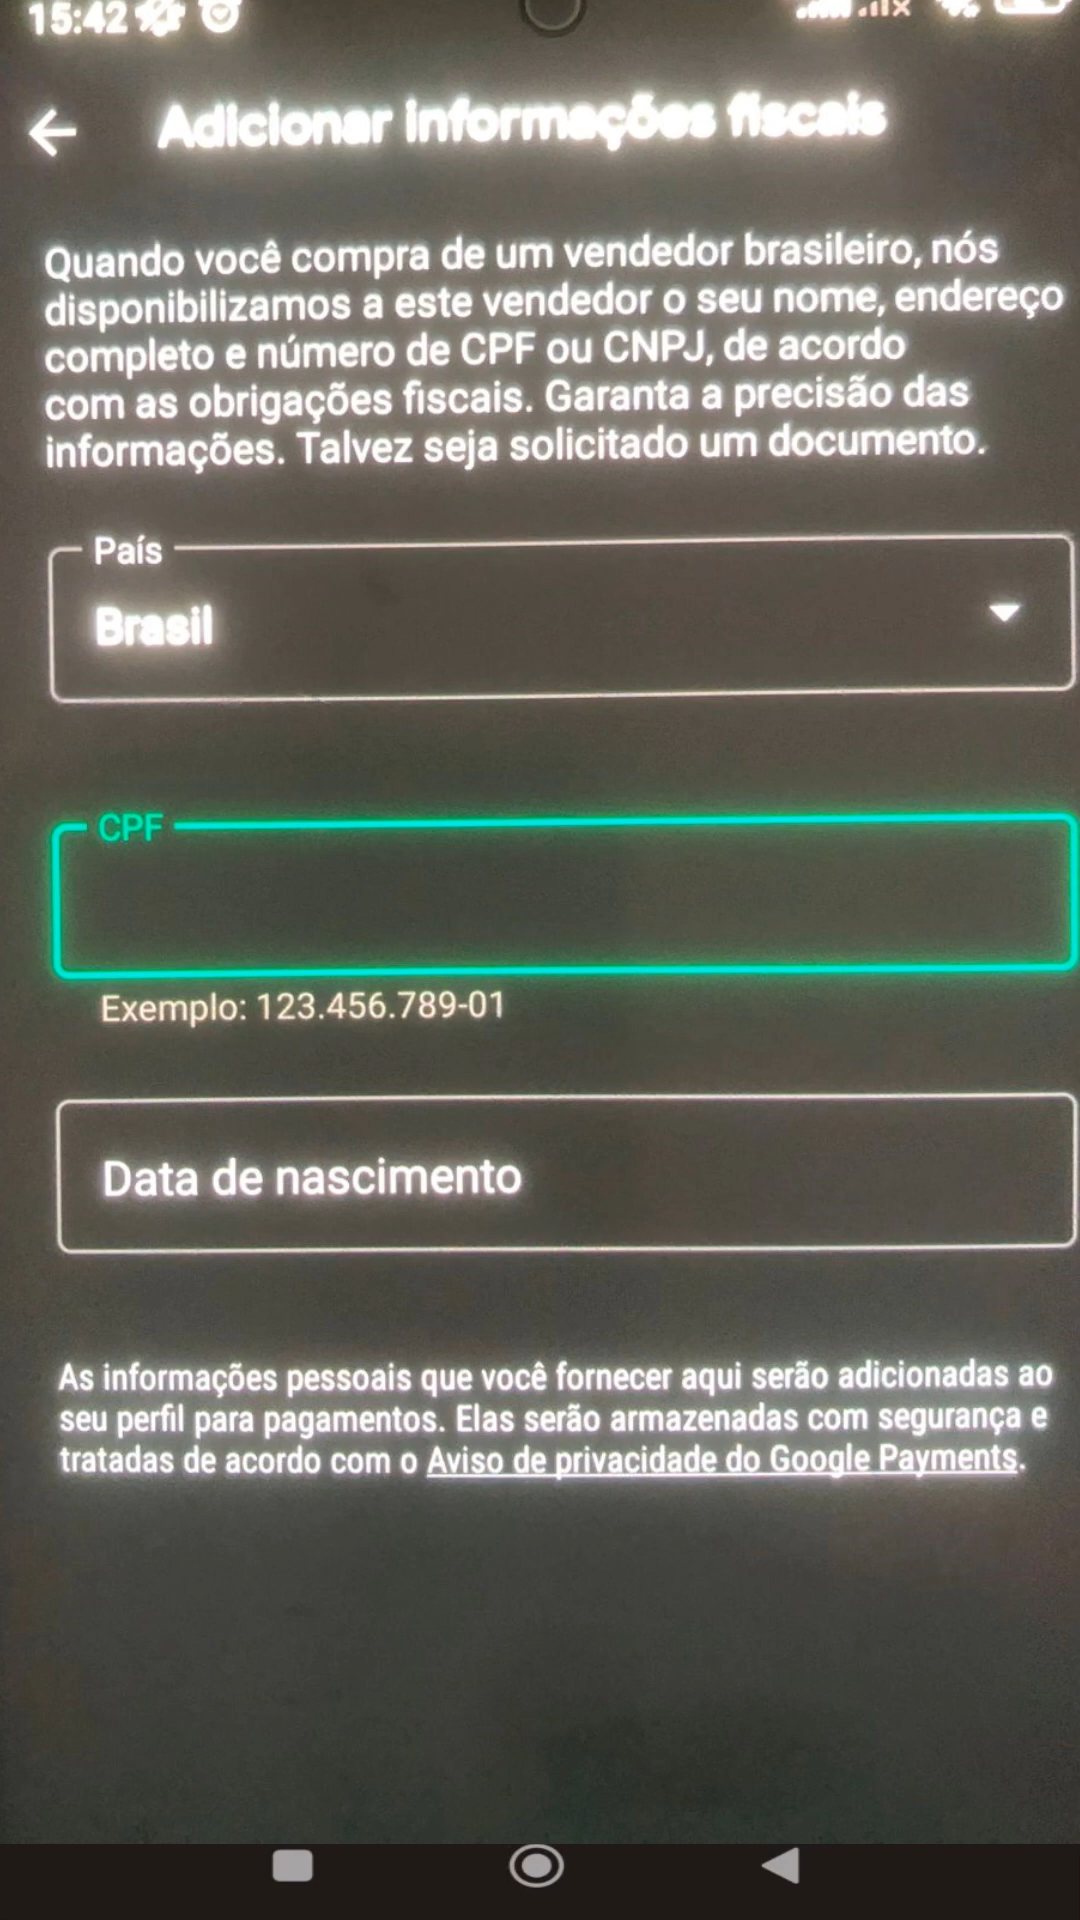 15:42
Adicionar informações fiscais
Quando você compra de um vendedor brasileiro, nós
disponibilizamos a este vendedor o seu nome, endereço
completo e número de CPF ou CNPJ, de acordo
com as obrigações fiscais. Garanta a precisão das
informações. Talvez seja solicitado um documento.
País
Brasil
CPF
Exemplo: 123.456.789-01
Data de nascimento
As informações pessoais que você fornecer aqui serão adicionadas ao
seu perfil para pagamentos. Elas serão armazenadas com segurança e
tratadas de acordo com o Aviso de privacidade do Google Payments.